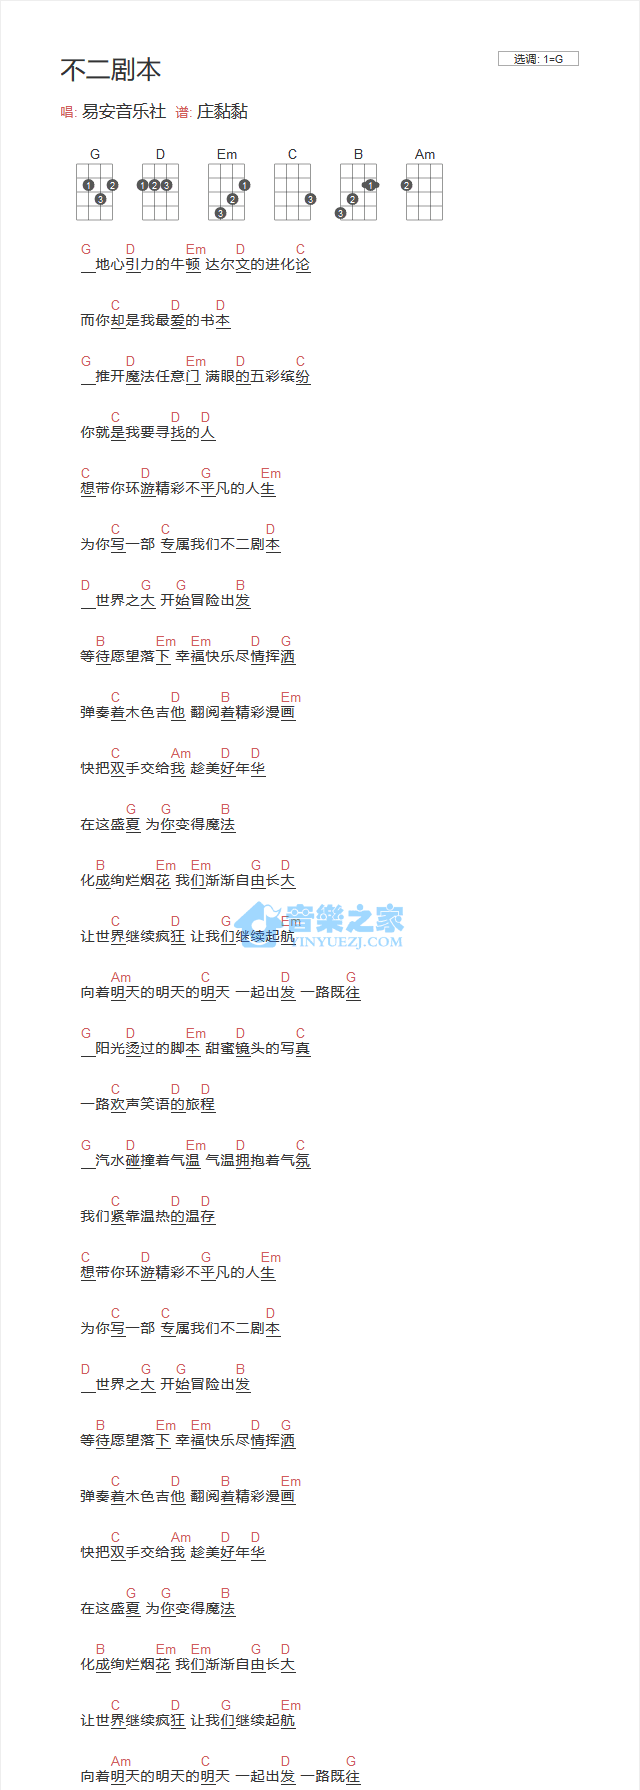 不二剧本
选调: 1=G
唱: 易安音乐社 谱: 庄黏黏
G D Em C B Am
1 2 3 1 2 3 1 2 3 3 1 2 3 2
G D Em D C
__地心引力的牛顿 达尔文的进化论
C D D
而你却是我最爱的书本
G D Em D C
__推开魔法任意门 满眼的五彩缤纷
C D D
你就是我要寻找的人
C D G Em
想带你环游精彩不平凡的人生
C C D
为你写一部 专属我们不二剧本
D G G B
__世界之大 开始冒险出发
B Em Em D G
等待愿望落下 幸福快乐尽情挥洒
C D B Em
弹奏着木色吉他 翻阅着精彩漫画
C Am D D
快把双手交给我 趁美好年华
G G B
在这盛夏 为你变得魔法
B Em Em G D
化成绚烂烟花 我们渐渐自由长大
C D G Em
让世界继续疯狂 让我们继续起航
音樂之家
YINYUEZJ.COM
Am C D G
向着明天的明天的明天 一起出发 一路既往
G D Em D C
__阳光烫过的脚本 甜蜜镜头的写真
C D D
一路欢声笑语的旅程
G D Em D C
__汽水碰撞着气温 气温拥抱着气氛
C D D
我们紧靠温热的温存
C D G Em
想带你环游精彩不平凡的人生
C C D
为你写一部 专属我们不二剧本
D G G B
__世界之大 开始冒险出发
B Em Em D G
等待愿望落下 幸福快乐尽情挥洒
C D B Em
弹奏着木色吉他 翻阅着精彩漫画
C Am D D
快把双手交给我 趁美好年华
G G B
在这盛夏 为你变得魔法
B Em Em G D
化成绚烂烟花 我们渐渐自由长大
C D G Em
让世界继续疯狂 让我们继续起航
Am C D G
向着明天的明天的明天 一起出发 一路既往